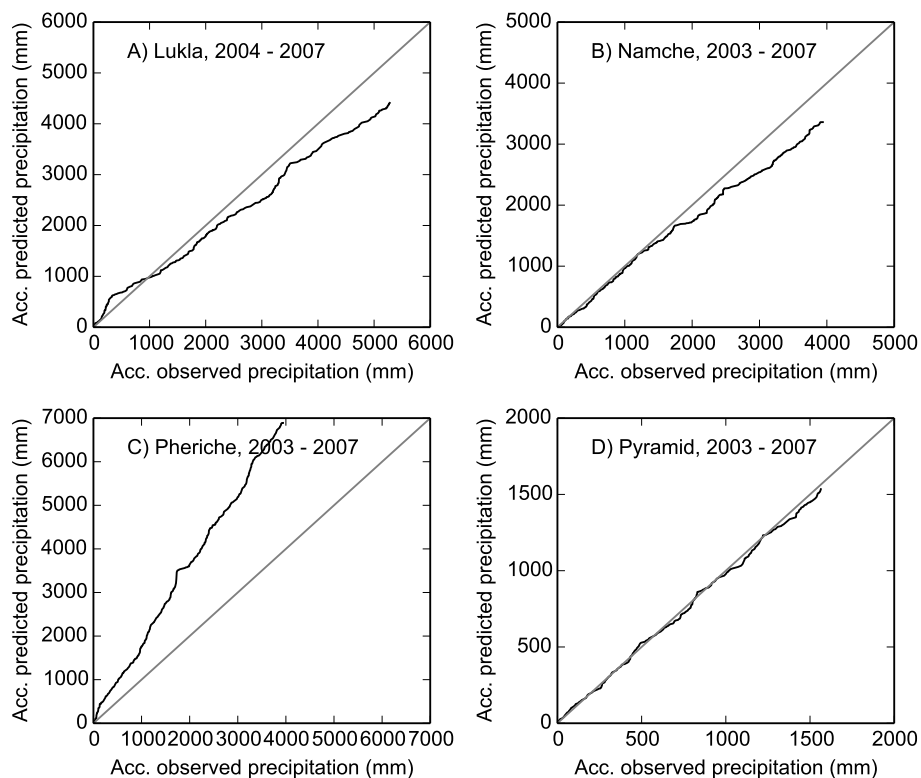 A) Lukla, 2004 - 2007
6000
5000
4000
3000
2000
1000
0
0 1000 2000 3000 4000 5000 6000
Acc. predicted precipitation (mm)
Acc. observed precipitation (mm)
B) Namche, 2003 - 2007
5000
4000
3000
2000
1000
0
0 1000 2000 3000 4000 5000
Acc. predicted precipitation (mm)
Acc. observed precipitation (mm)
C) Pheriche, 2003 - 2007
7000
6000
5000
4000
3000
2000
1000
0
0 1000 2000 3000 4000 5000 6000 7000
Acc. predicted precipitation (mm)
Acc. observed precipitation (mm)
D) Pyramid, 2003 - 2007
2000
1500
1000
500
0
0 500 1000 1500 2000
Acc. predicted precipitation (mm)
Acc. observed precipitation (mm)